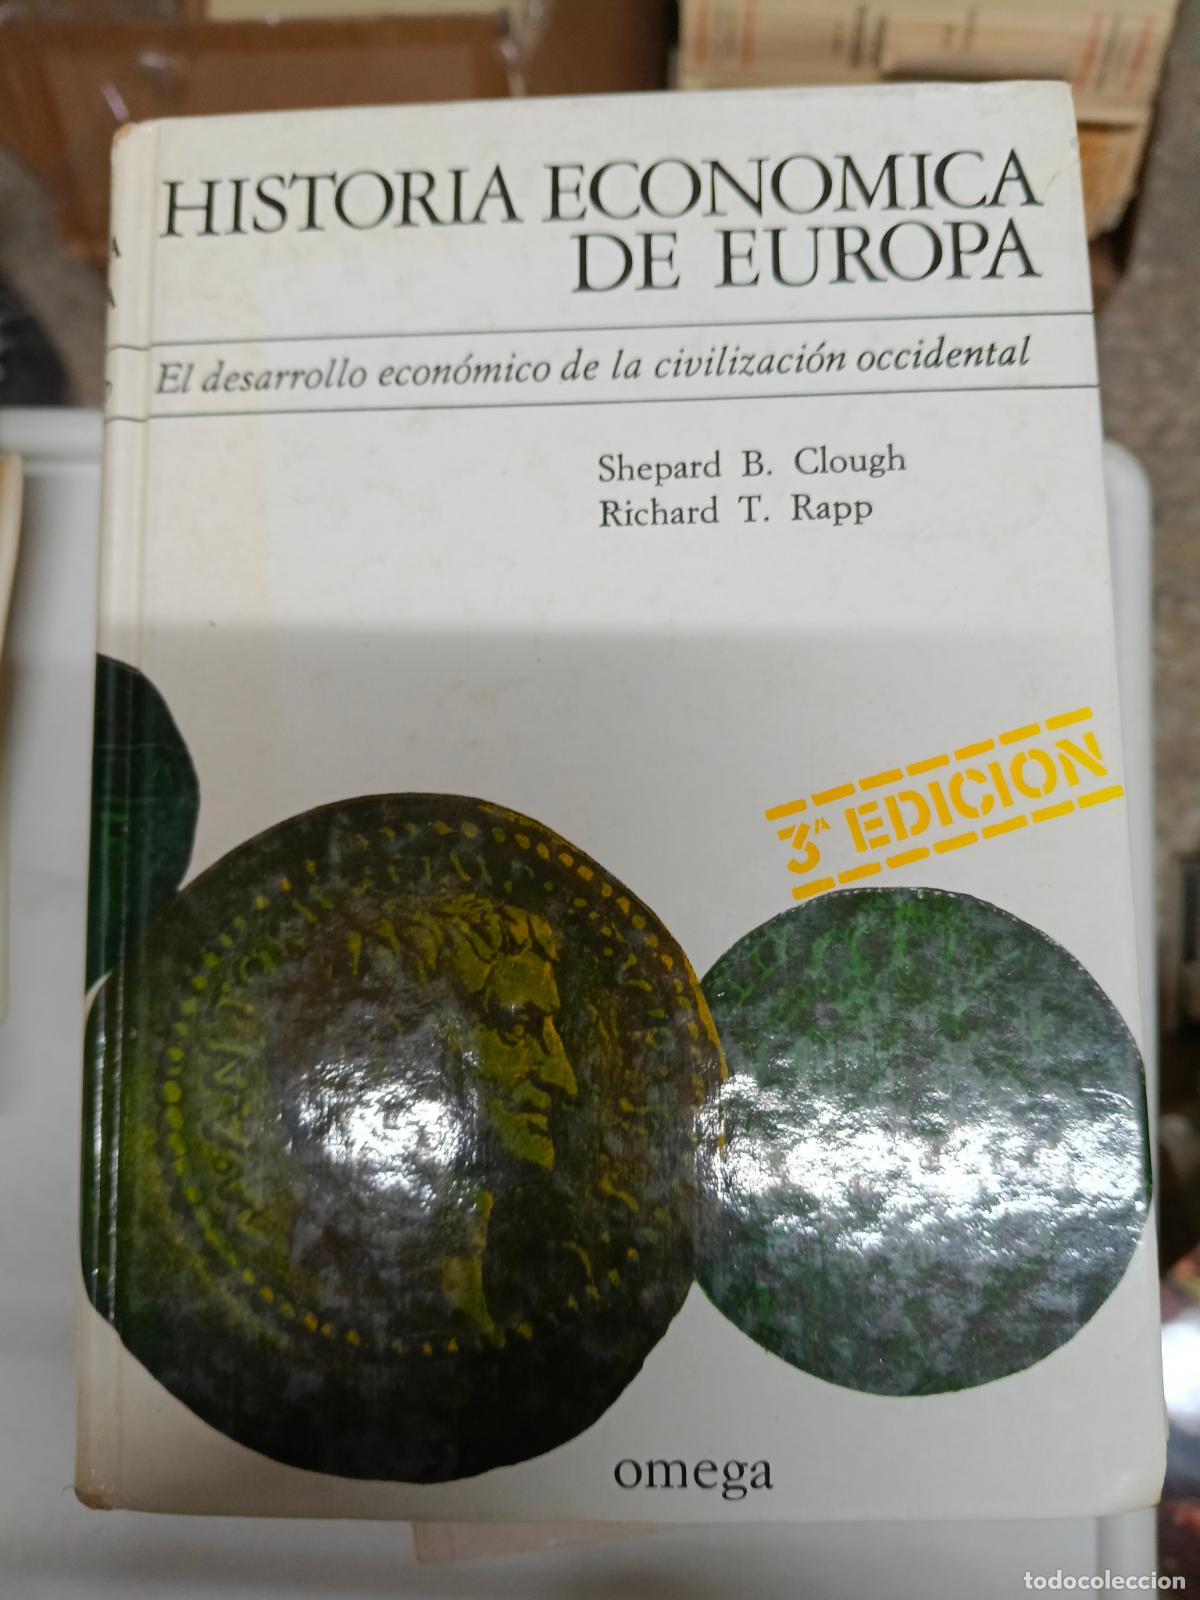 HISTORIA ECONOMICA
DE EUROPA
El desarrollo económico de la civilización occidental
Shepard B. Clough
Richard T. Rapp
3ª EDICION
omega
todocoleccion